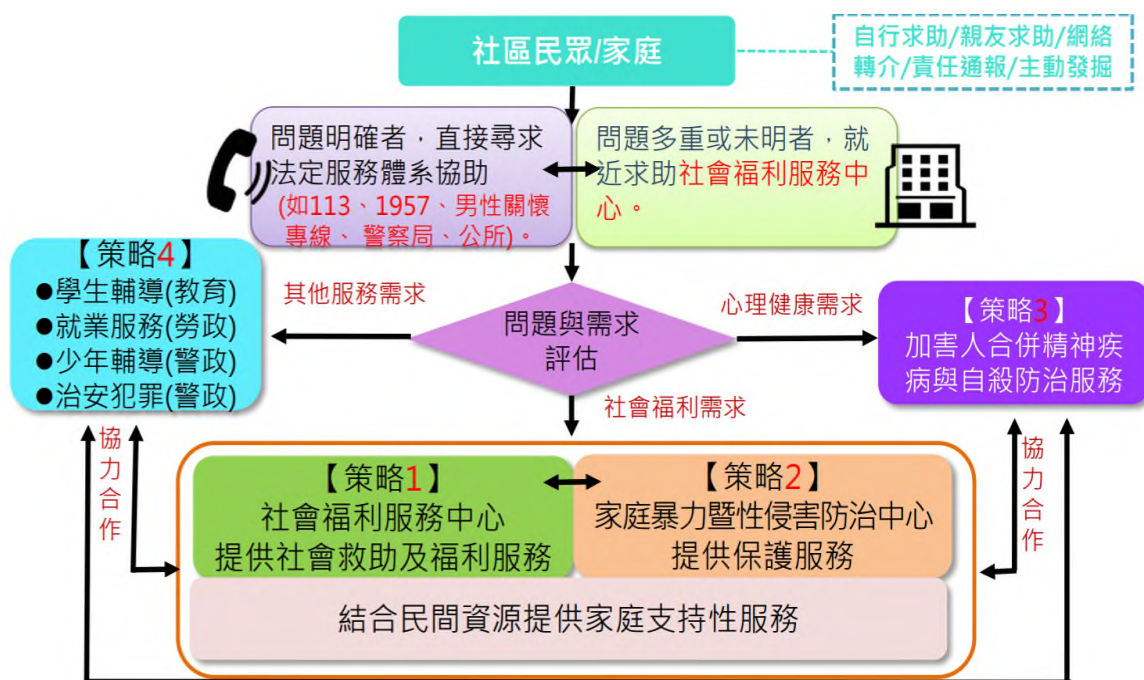 社區民眾/家庭
自行求助/親友求助/網絡
轉介/責任通報/主動發掘
問題明確者，直接尋求
法定服務體系協助
(如113、1957、男性關懷
專線、 警察局、公所)。
問題多重或未明者，就
近求助社會福利服務中
心。
【策略4】
●學生輔導(教育)
●就業服務(勞政)
●少年輔導(警政)
●治安犯罪(警政)
其他服務需求
問題與需求
評估
心理健康需求
【策略3】
加害人合併精神疾
病與自殺防治服務
社會福利需求
協力合作
【策略1】
社會福利服務中心
提供社會救助及福利服務
【策略2】
家庭暴力暨性侵害防治中心
提供保護服務
協力合作
結合民間資源提供家庭支持性服務